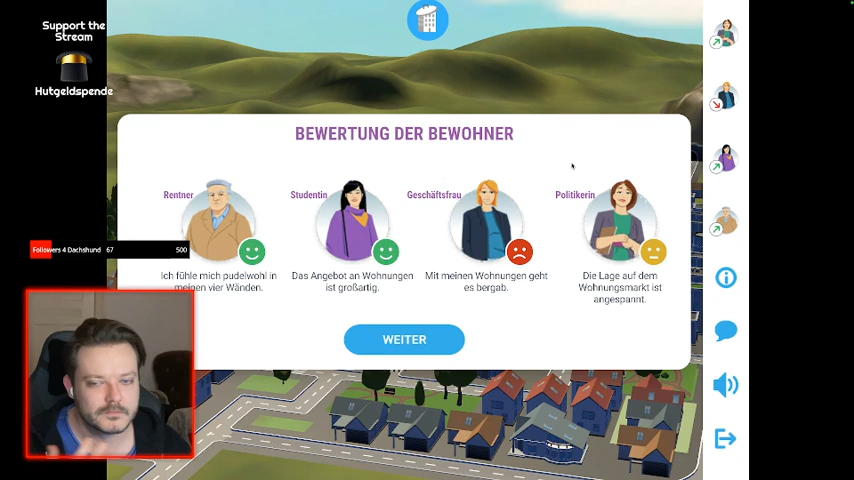 Support the
Stream
Hutgeldspende
BEWERTUNG DER BEWOHNER
Rentner
Studentin
Geschäftsfrau
Politikerin
Followers 4 Dachshund 67 500
Ich fühle mich pudelwohl in
meinen vier Wänden.
Das Angebot an Wohnungen
ist großartig.
Mit meinen Wohnungen geht
es bergab.
Die Lage auf dem
Wohnungsmarkt ist
angespannt.
WEITER